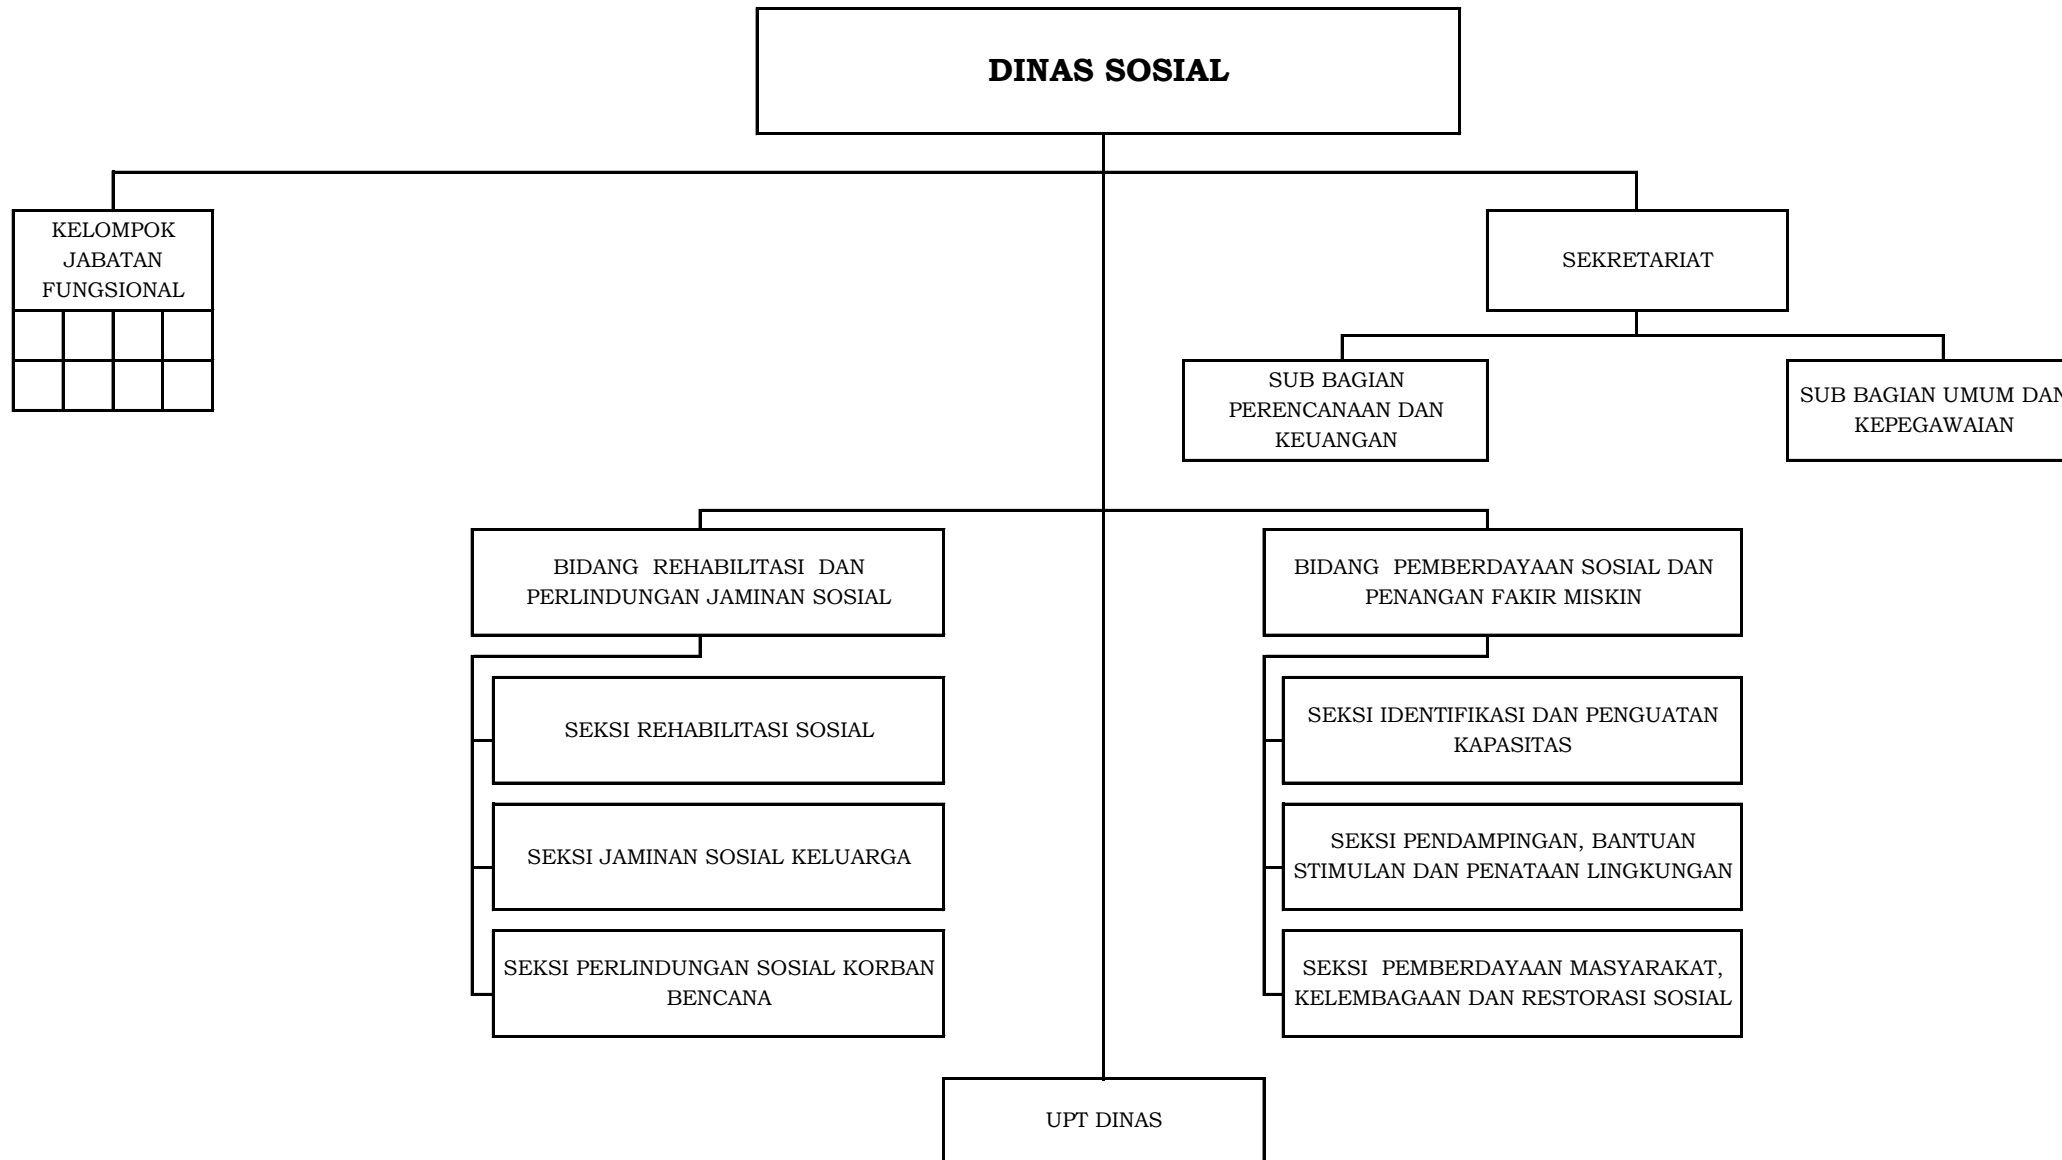 DINAS SOSIAL
KELOMPOK
JABATAN
FUNGSIONAL
SEKRETARIAT
SUB BAGIAN
PERENCANAAN DAN
KEUANGAN
SUB BAGIAN UMUM DAN
KEPEGAWAIAN
BIDANG  REHABILITASI  DAN
PERLINDUNGAN JAMINAN SOSIAL
SEKSI REHABILITASI SOSIAL
SEKSI JAMINAN SOSIAL KELUARGA
SEKSI PERLINDUNGAN SOSIAL KORBAN
BENCANA
BIDANG  PEMBERDAYAAN SOSIAL DAN
PENANGAN FAKIR MISKIN
SEKSI IDENTIFIKASI DAN PENGUATAN
KAPASITAS
SEKSI PENDAMPINGAN, BANTUAN
STIMULAN DAN PENATAAN LINGKUNGAN
SEKSI  PEMBERDAYAAN MASYARAKAT,
KELEMBAGAAN DAN RESTORASI SOSIAL
UPT DINAS